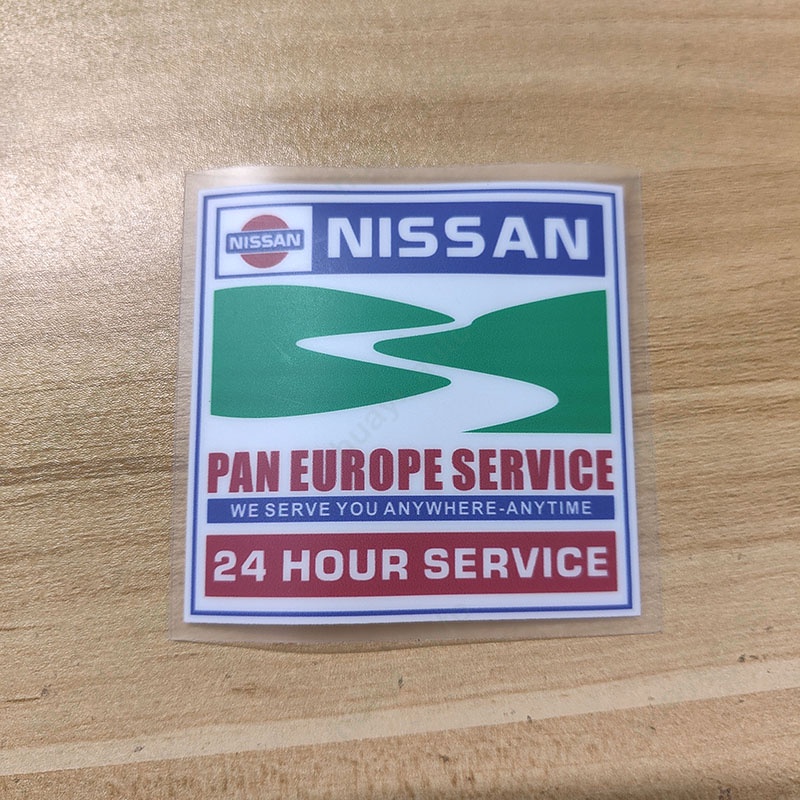 NISSAN NISSAN
PAN EUROPE SERVICE
WE SERVE YOU ANYWHERE-ANYTIME
24 HOUR SERVICE